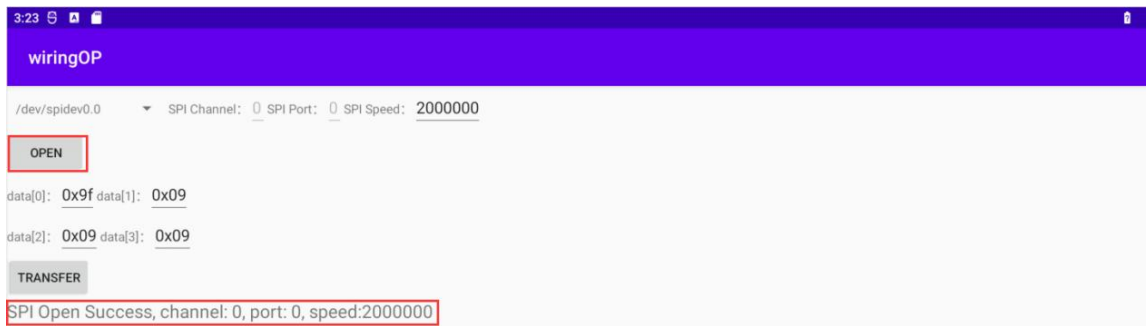 3:23
wiringOP
/dev/spidev0.0 SPI Channel: 0 SPI Port: 0 SPI Speed: 2000000
OPEN
data[0]: 0x9f data[1]: 0x09
data[2]: 0x09 data[3]: 0x09
TRANSFER
SPI Open Success, channel: 0, port: 0, speed:2000000